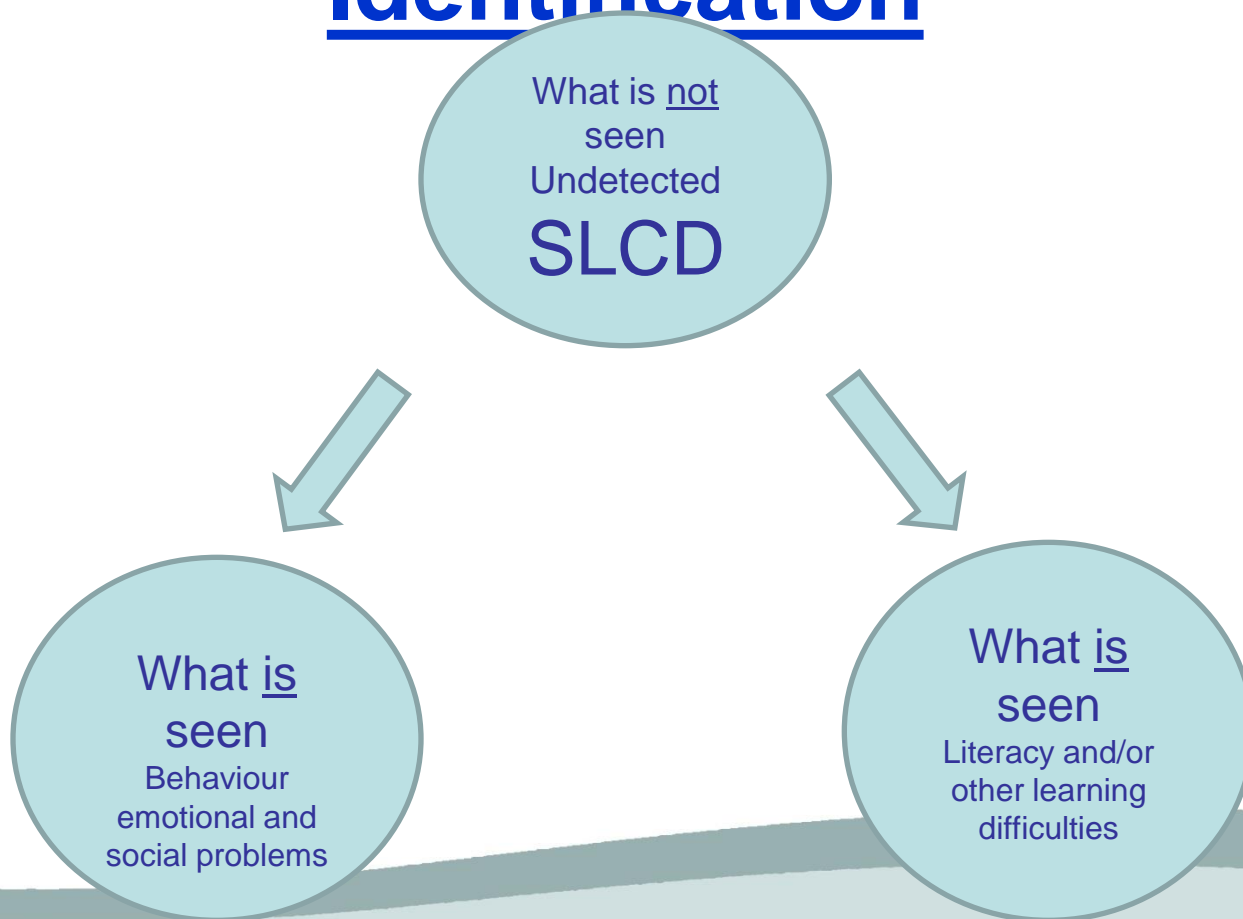 Identification
What is not
seen
Undetected
SLCD
What is
seen
Behaviour
emotional and
social problems
What is
seen
Literacy and/or
other learning
difficulties